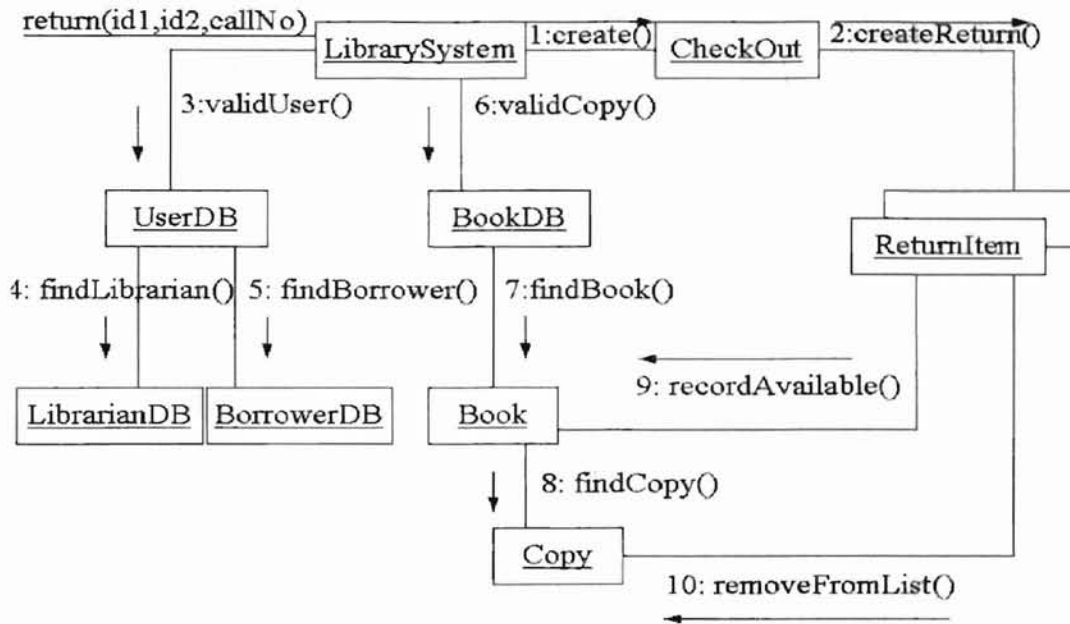 return(id1,id2,callNo)
LibrarySystem
1:create()
CheckOut
2:createReturn()
3:validUser()
6:validCopy()
UserDB
BookDB
ReturnItem
4: findLibrarian()
5: findBorrower()
7:findBook()
9: recordAvailable()
LibrarianDB
BorrowerDB
Book
8: findCopy()
Copy
10: removeFromList()